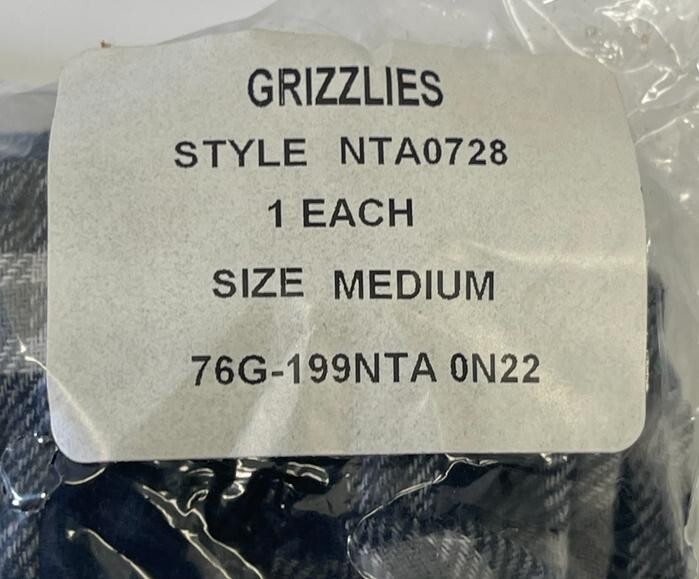 GRIZZLIES
STYLE NTA0728
1 EACH
SIZE MEDIUM
76G-199NTA 0N22